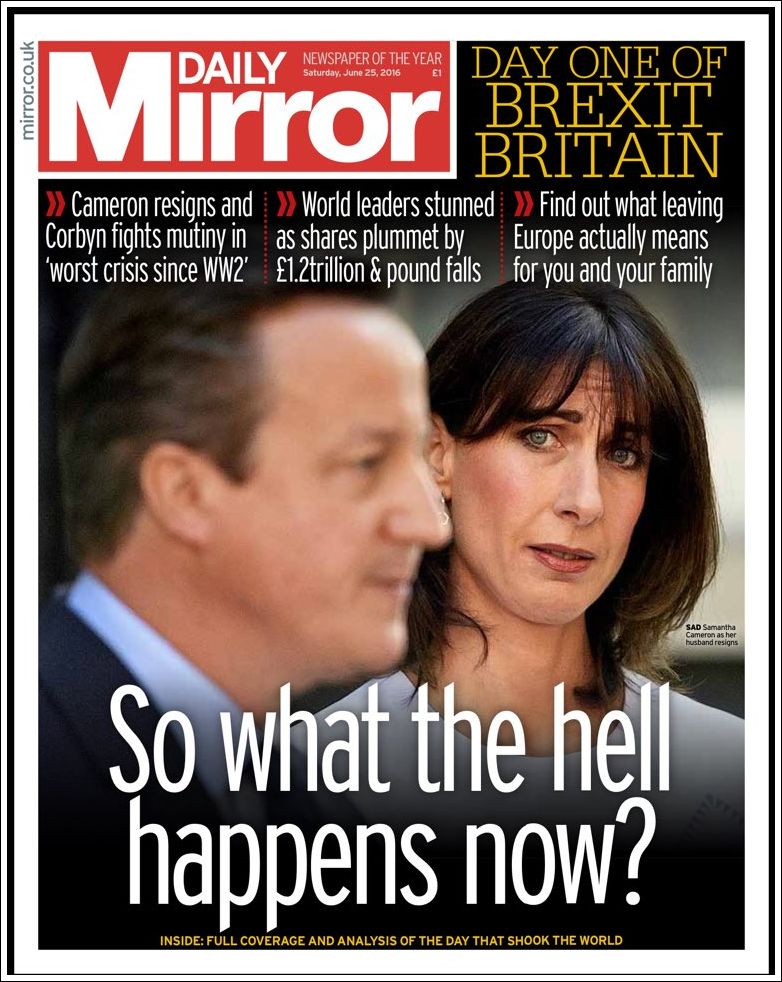 mirror.co.uk
DAILY
Mirror
NEWSPAPER OF THE YEAR
Saturday, June 25, 2016 £1
DAY ONE OF
BREXIT
BRITAIN
» Cameron resigns and
Corbyn fights mutiny in
‘worst crisis since WW2’
» World leaders stunned
as shares plummet by
£1.2trillion & pound falls
» Find out what leaving
Europe actually means
for you and your family
SAD Samantha
Cameron as her
husband resigns
So what the hell
happens now?
INSIDE: FULL COVERAGE AND ANALYSIS OF THE DAY THAT SHOOK THE WORLD